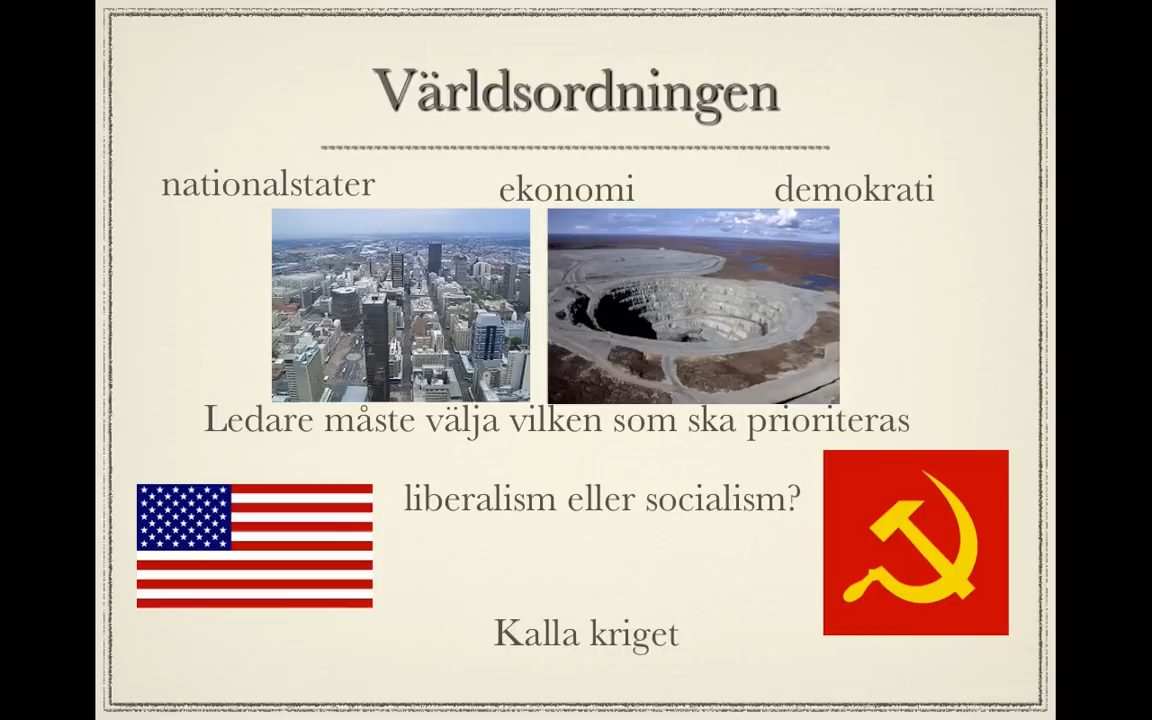 Världsordningen
nationalstater
ekonomi
demokrati
Ledare måste välja vilken som ska prioriteras
liberalism eller socialism?
Kalla kriget